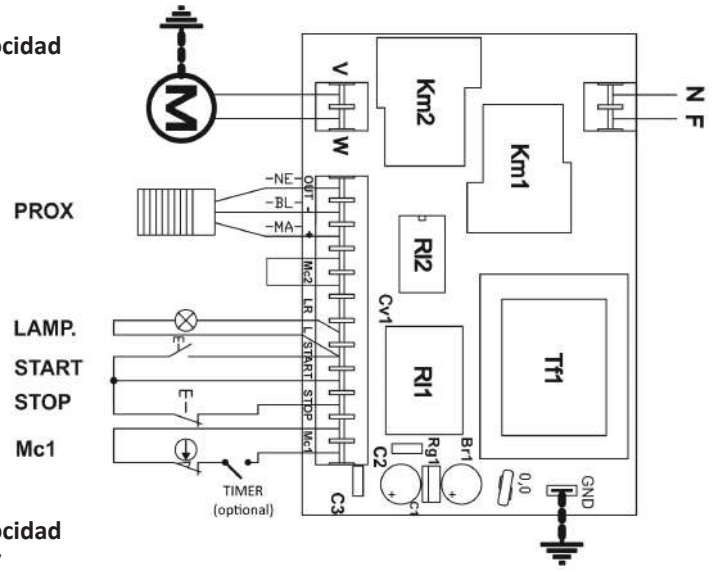 ocidad
M
PROX
LAMP.
START
STOP
Mc1
TIMER
(optional)
ocidad
V
W
-NE-
-BL-
-MA-
OUT
-
+
Mc2
LR
L/START
START
STOP
Mc1
E
E
Km2
Km1
N
F
Rl2
Cv1
Rl1
Tf1
C2
Rg1
Br1
C1
C3
+
+
0,0
GND